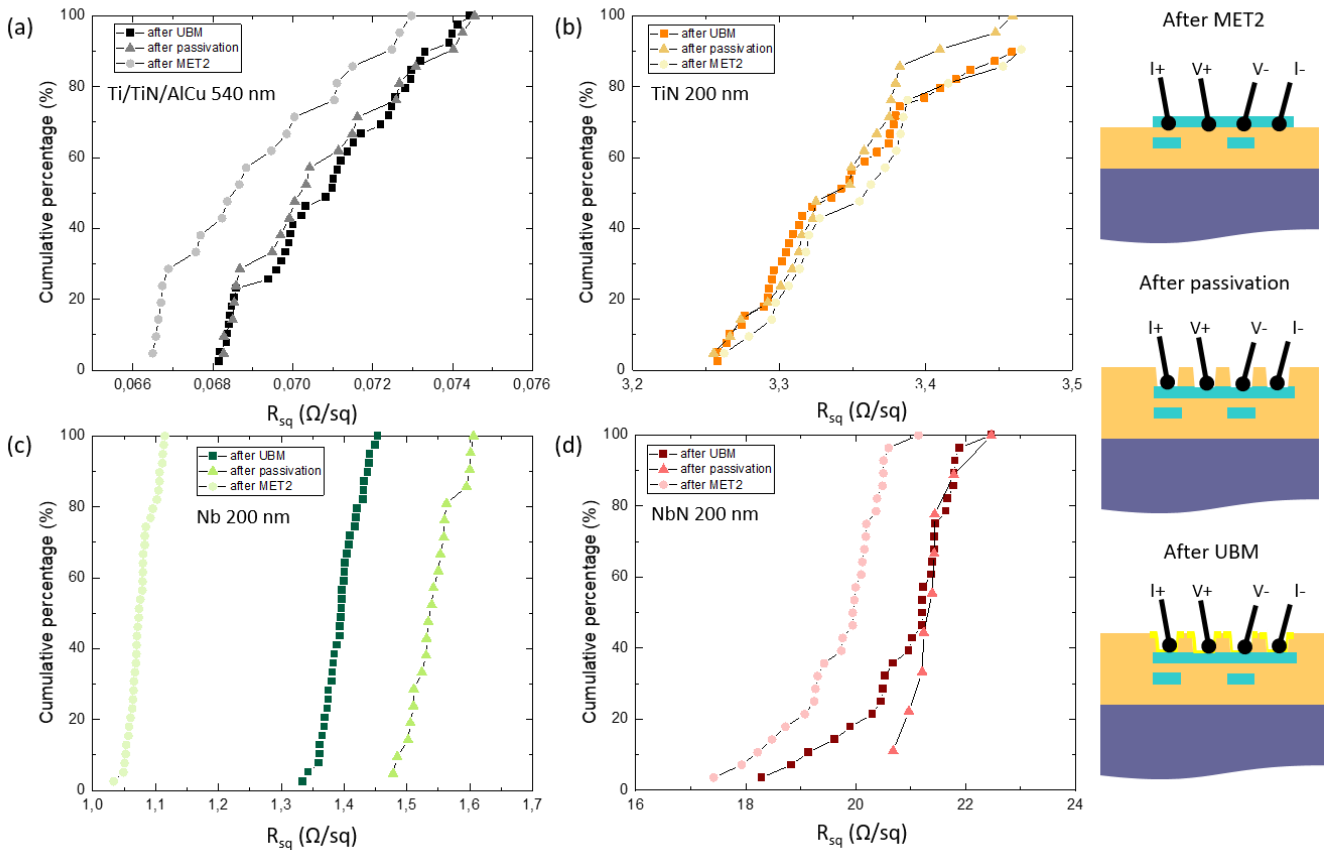 (a)
after UBM
after passivation
after MET2
Ti/TiN/AlCu 540 nm
Cumulative percentage (%)
100
80
60
40
20
0
0,066 0,068 0,070 0,072 0,074 0,076
Rsq (Ω/sq)
(b)
after UBM
after passivation
after MET2
TiN 200 nm
Cumulative percentage (%)
100
80
60
40
20
0
3,2 3,3 3,4 3,5
Rsq (Ω/sq)
After MET2
I+ V+ V- I-
After passivation
I+ V+ V- I-
After UBM
I+ V+ V- I-
(c)
after UBM
after passivation
after MET2
Nb 200 nm
Cumulative percentage (%)
100
80
60
40
20
0
1,0 1,1 1,2 1,3 1,4 1,5 1,6 1,7
Rsq (Ω/sq)
(d)
after UBM
after passivation
after MET2
NbN 200 nm
Cumulative percentage (%)
100
80
60
40
20
0
16 18 20 22 24
Rsq (Ω/sq)